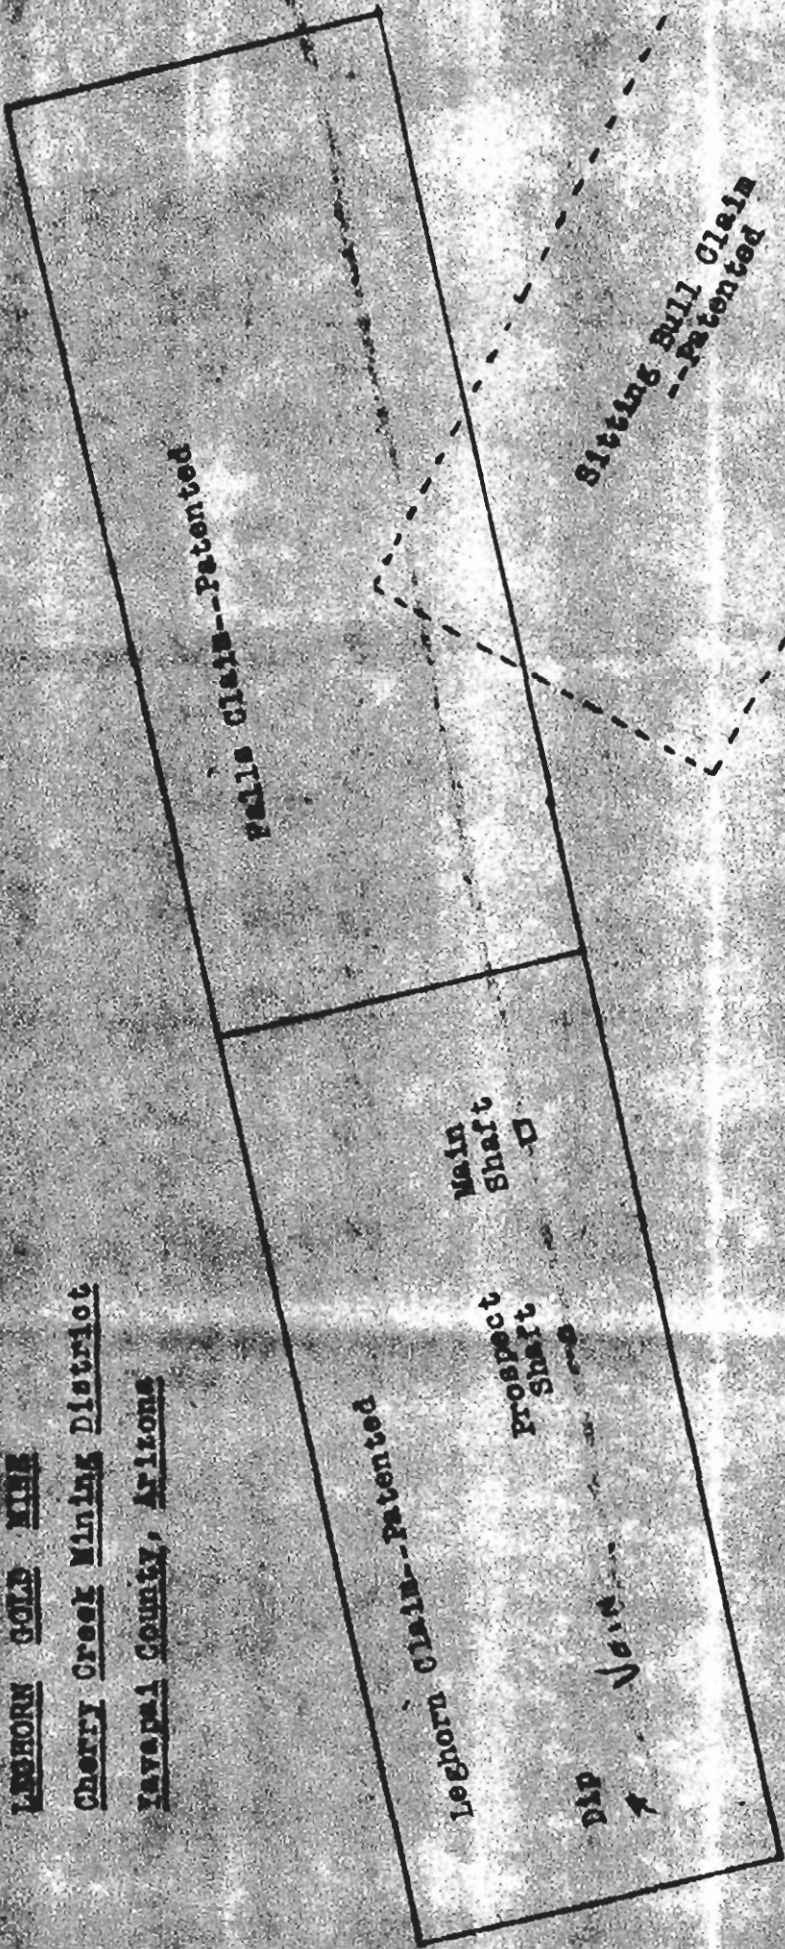 LEGHORN GOLD MINE
Cherry Creek Mining District
Yavapai County, Arizona
Leghorn Claim--Patented
Falls Claim--Patented
Main
Shaft
Prospect
Shaft
Dip
Vein
Sitting Bull Claim
--Patented